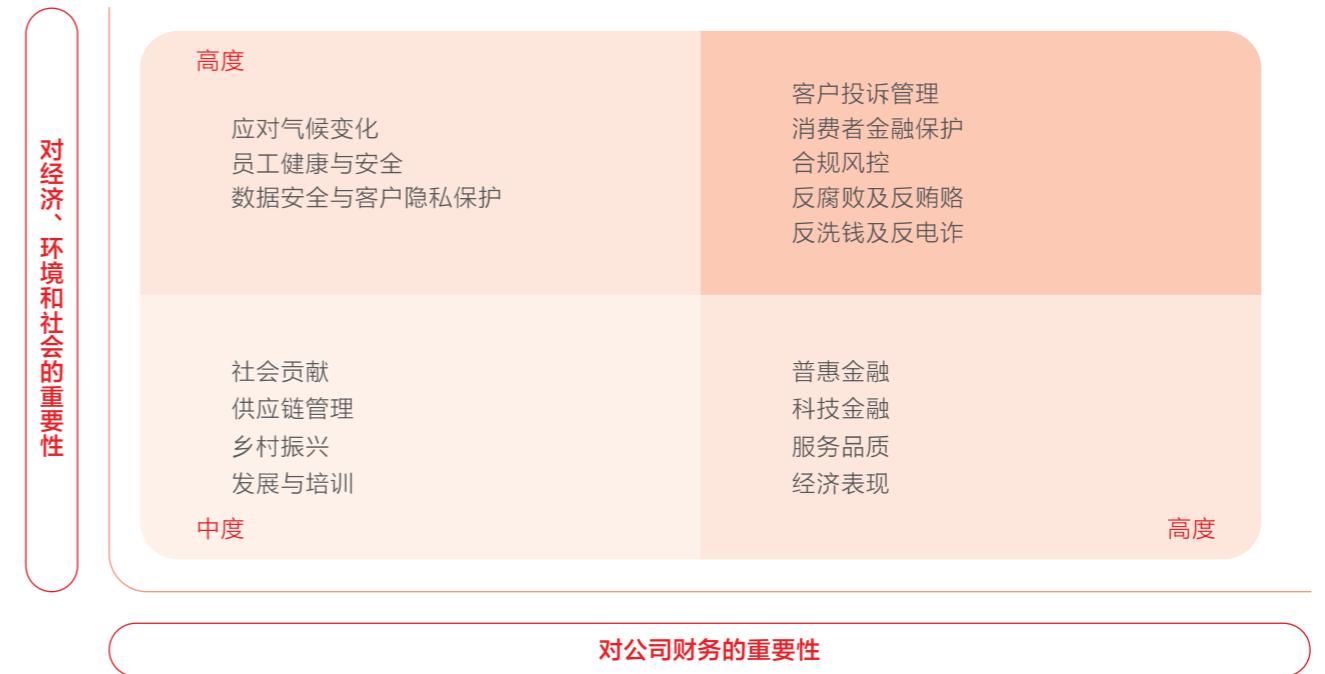 对经济、环境和社会的重要性
高度
应对气候变化
员工健康与安全
数据安全与客户隐私保护
客户投诉管理
消费者金融保护
合规风控
反腐败及反贿赂
反洗钱及反电诈
社会贡献
供应链管理
乡村振兴
发展与培训
中度
普惠金融
科技金融
服务品质
经济表现
高度
对公司财务的重要性